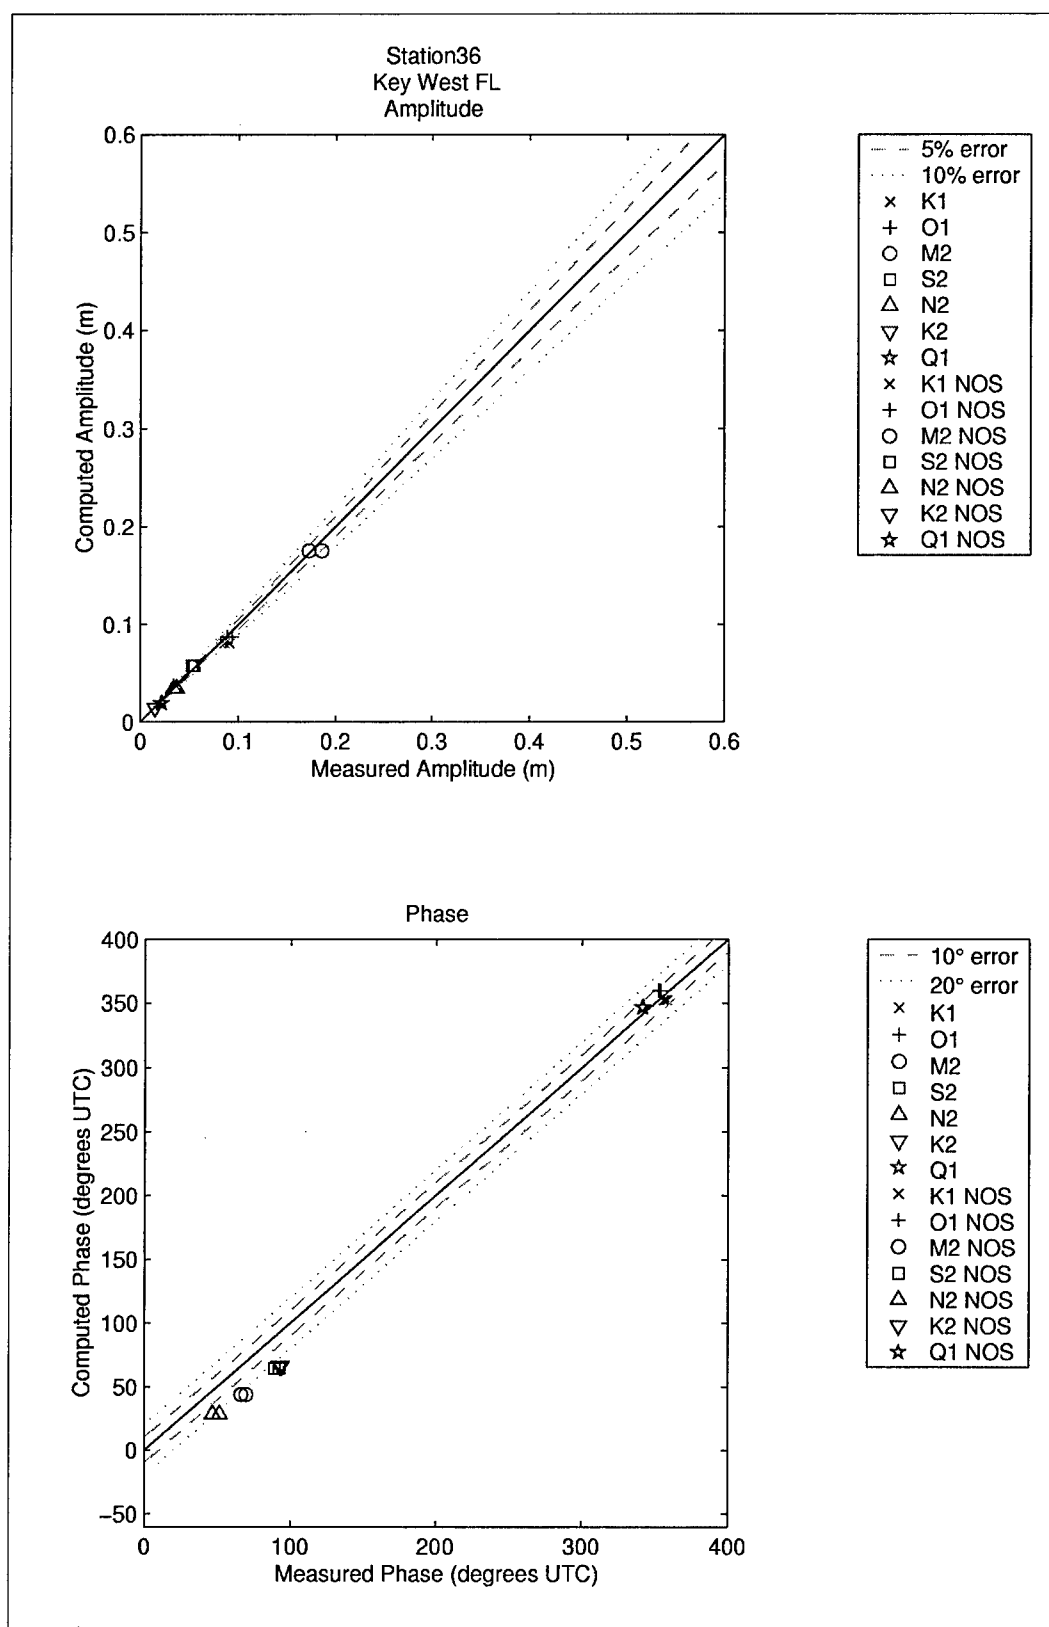 Station36
Key West FL
Amplitude
0.6
0.5
0.4
0.3
0.2
0.1
0
Computed Amplitude (m)
0 0.1 0.2 0.3 0.4 0.5 0.6
Measured Amplitude (m)
5% error
10% error
K1
O1
M2
S2
N2
K2
Q1
K1 NOS
O1 NOS
M2 NOS
S2 NOS
N2 NOS
K2 NOS
Q1 NOS
Phase
400
350
300
250
200
150
100
50
0
−50
Computed Phase (degrees UTC)
0 100 200 300 400
Measured Phase (degrees UTC)
10° error
20° error
K1
O1
M2
S2
N2
K2
Q1
K1 NOS
O1 NOS
M2 NOS
S2 NOS
N2 NOS
K2 NOS
Q1 NOS